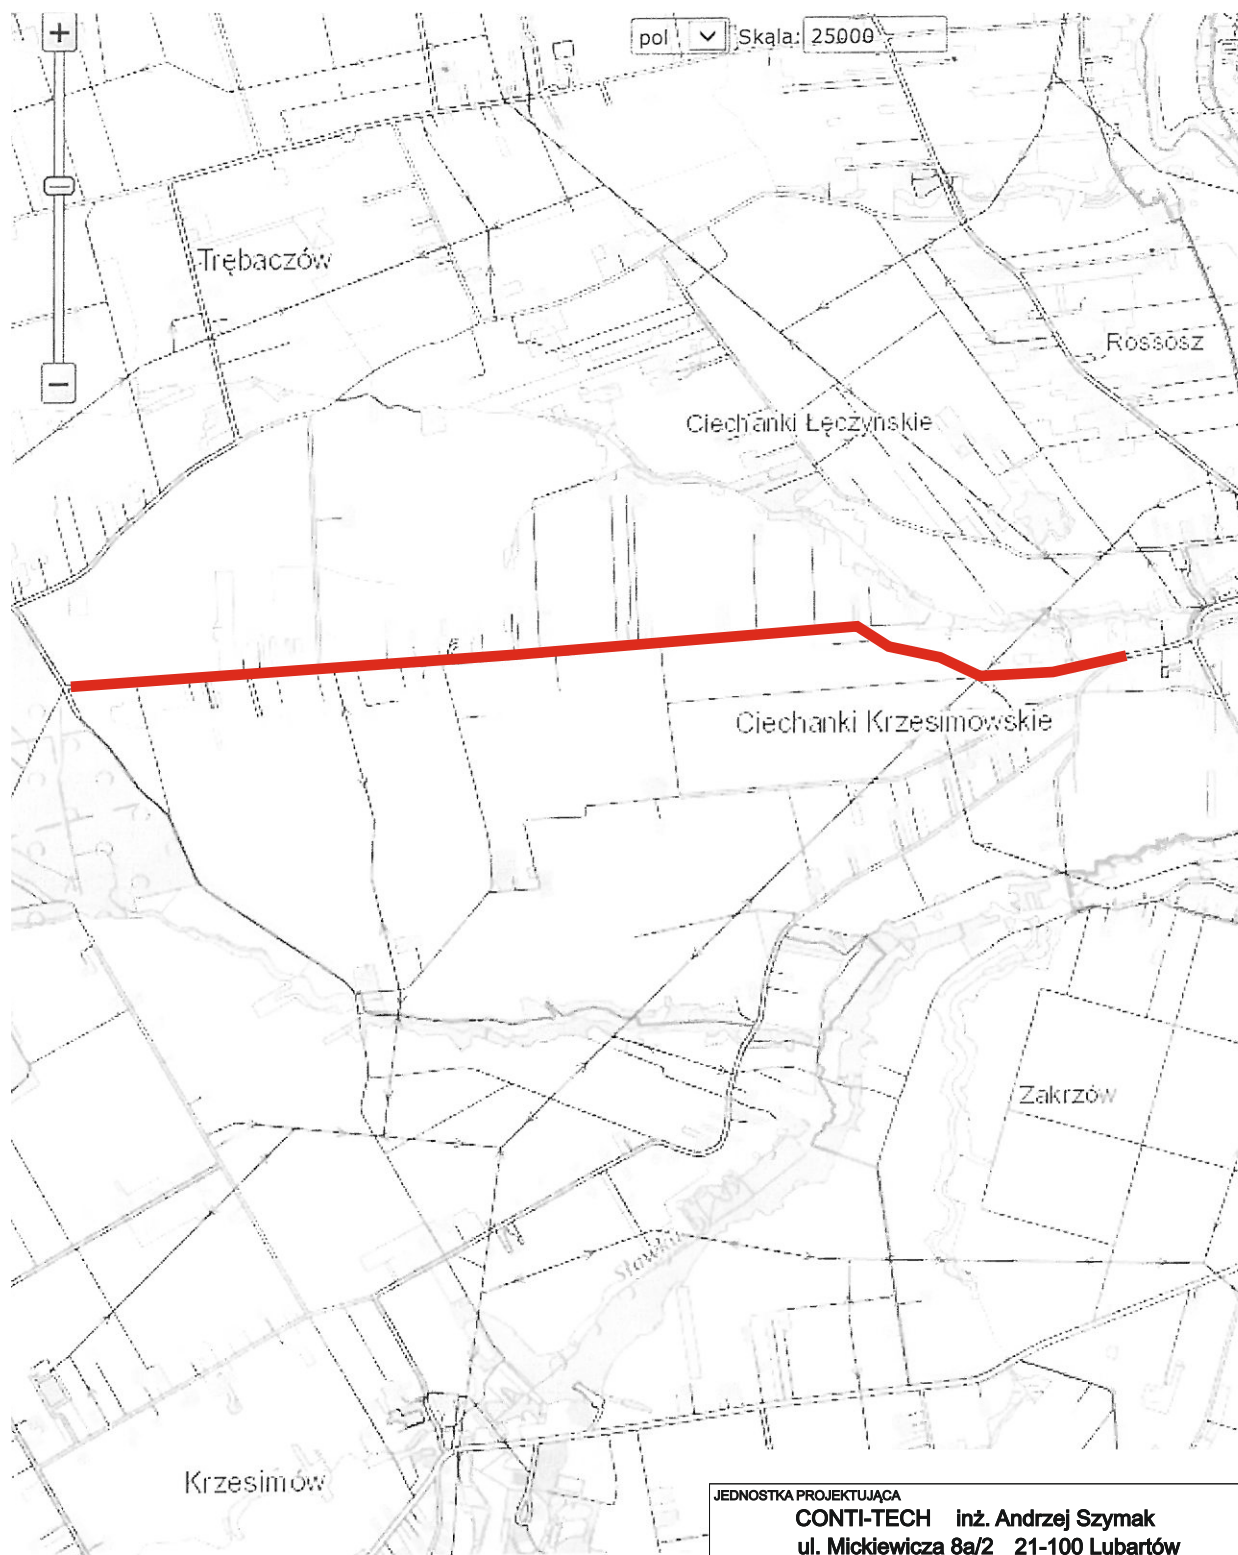 pol Skala: 25000
Trębaczów
Rossosz
Ciechanki Łęczyńskie
Ciechanki Krzesimowskie
Zakrzów
Krzesimów
JEDNOSTKA PROJEKTUJĄCA
CONTI-TECH inż. Andrzej Szymak
ul. Mickiewicza 8a/2 21-100 Lubartów